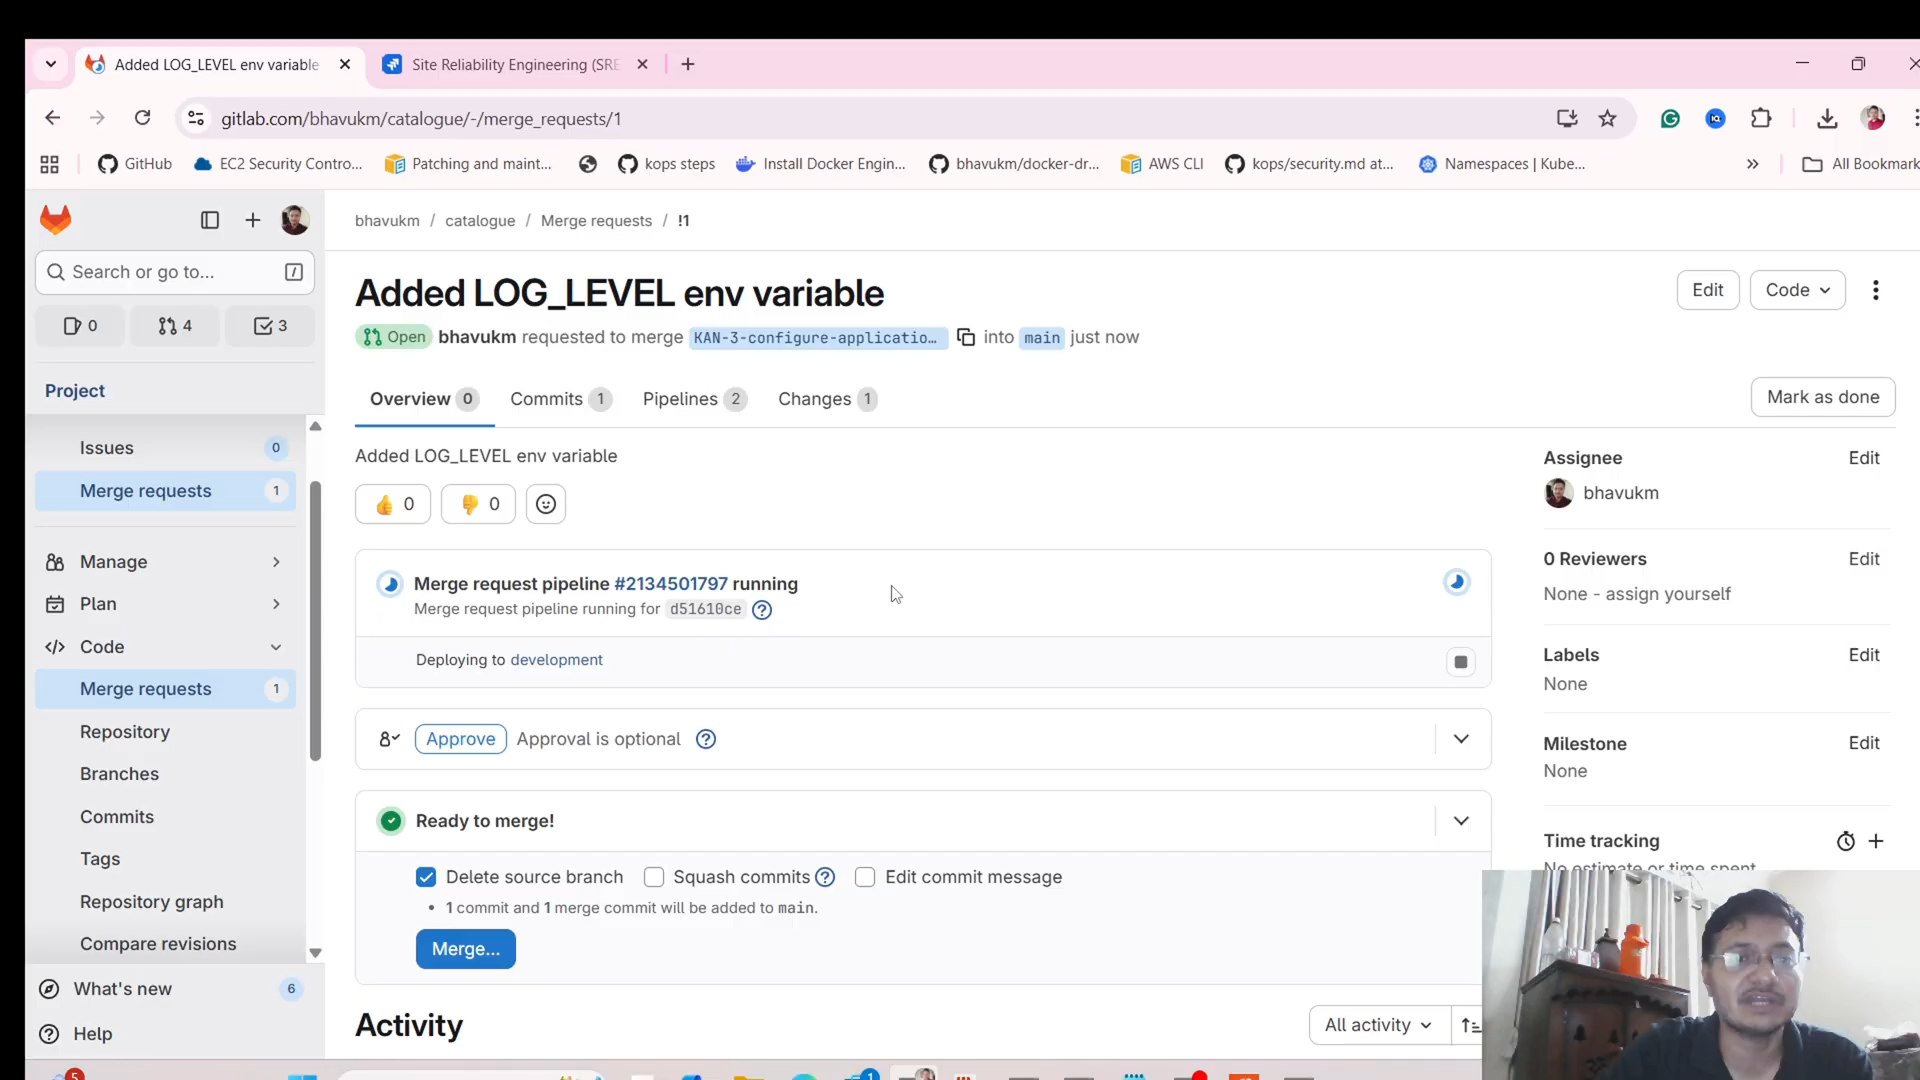 Added LOG_LEVEL env variable
Site Reliability Engineering (SRE
gitlab.com/bhavukm/catalogue/-/merge_requests/1
GitHub
EC2 Security Contro...
Patching and maint...
kops steps
Install Docker Engin...
bhavukm/docker-dr...
AWS CLI
kops/security.md at...
Namespaces | Kube...
All Bookmark
Search or go to...
/
0
4
3
Project
Issues 0
Merge requests 1
Manage
Plan
Code
Merge requests 1
Repository
Branches
Commits
Tags
Repository graph
Compare revisions
What's new 6
Help
bhavukm / catalogue / Merge requests / !1
Added LOG_LEVEL env variable
Edit
Code
Open bhavukm requested to merge KAN-3-configure-applicatio… into main just now
Overview 0
Commits 1
Pipelines 2
Changes 1
Mark as done
Added LOG_LEVEL env variable
0
0
Merge request pipeline #2134501797 running
Merge request pipeline running for d51610ce
Deploying to development
Approve Approval is optional
Ready to merge!
Delete source branch
Squash commits
Edit commit message
• 1 commit and 1 merge commit will be added to main.
Merge...
Activity
All activity
Assignee Edit
bhavukm
0 Reviewers Edit
None - assign yourself
Labels Edit
None
Milestone Edit
None
Time tracking
No estimate or time spent
5
1